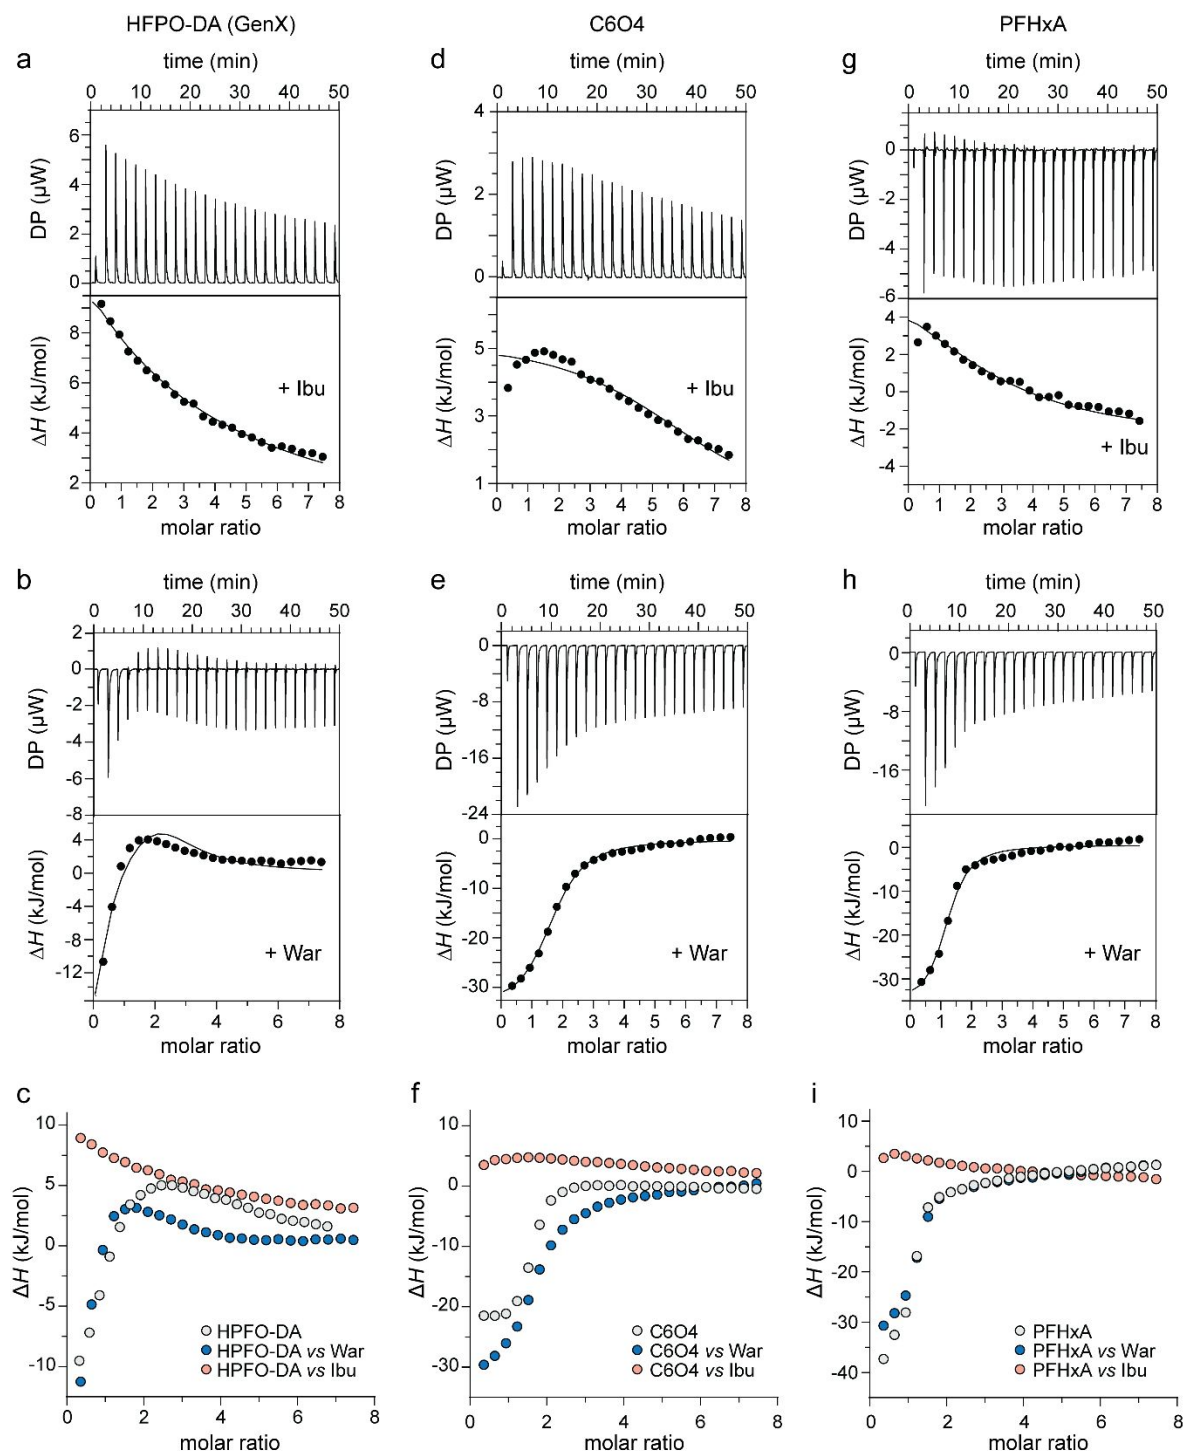 HFPO-DA (GenX)
C6O4
PFHxA
a
time (min)
0 10 20 30 40 50
6
4
2
0
DP (µW)
8
6
4
2
ΔH (kJ/mol)
+ Ibu
0 1 2 3 4 5 6 7 8
molar ratio
d
time (min)
0 10 20 30 40 50
4
2
0
DP (µW)
5
3
1
ΔH (kJ/mol)
+ Ibu
0 1 2 3 4 5 6 7 8
molar ratio
g
time (min)
0 10 20 30 40 50
0
-2
-4
-6
DP (µW)
4
2
0
-2
-4
ΔH (kJ/mol)
+ Ibu
0 1 2 3 4 5 6 7 8
molar ratio
b
time (min)
0 10 20 30 40 50
2
0
-2
-4
-6
-8
DP (µW)
4
0
-4
-8
-12
ΔH (kJ/mol)
+ War
0 2 4 6 8
molar ratio
e
time (min)
0 10 20 30 40 50
0
-8
-16
-24
DP (µW)
0
-10
-20
-30
ΔH (kJ/mol)
+ War
0 1 2 3 4 5 6 7 8
molar ratio
h
time (min)
0 10 20 30 40 50
0
-8
-16
DP (µW)
0
-10
-20
-30
ΔH (kJ/mol)
+ War
0 1 2 3 4 5 6 7 8
molar ratio
c
10
5
0
-5
-10
ΔH (kJ/mol)
HPFO-DA
HPFO-DA vs War
HPFO-DA vs Ibu
0 2 4 6 8
molar ratio
f
10
0
-10
-20
-30
ΔH (kJ/mol)
C6O4
C6O4 vs War
C6O4 vs Ibu
0 2 4 6 8
molar ratio
i
10
0
-10
-20
-30
-40
ΔH (kJ/mol)
PFHxA
PFHxA vs War
PFHxA vs Ibu
0 2 4 6 8
molar ratio